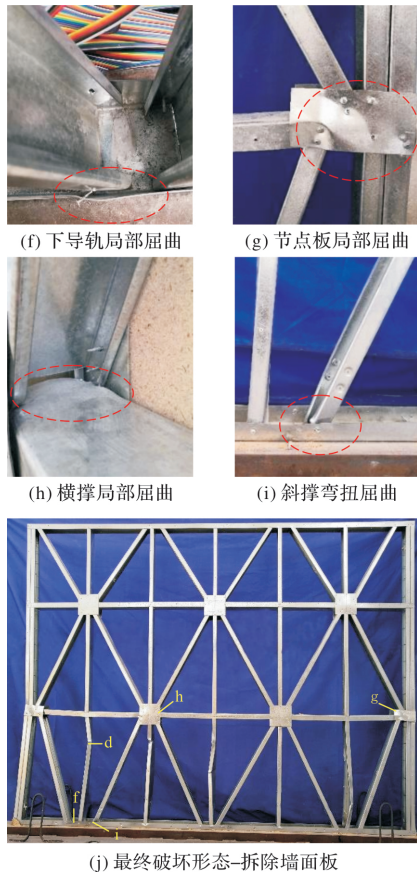 (f) 下导轨局部屈曲
(g) 节点板局部屈曲
(h) 横撑局部屈曲
(i) 斜撑弯扭屈曲
h
g
d
f
i
(j) 最终破坏形态–拆除墙面板